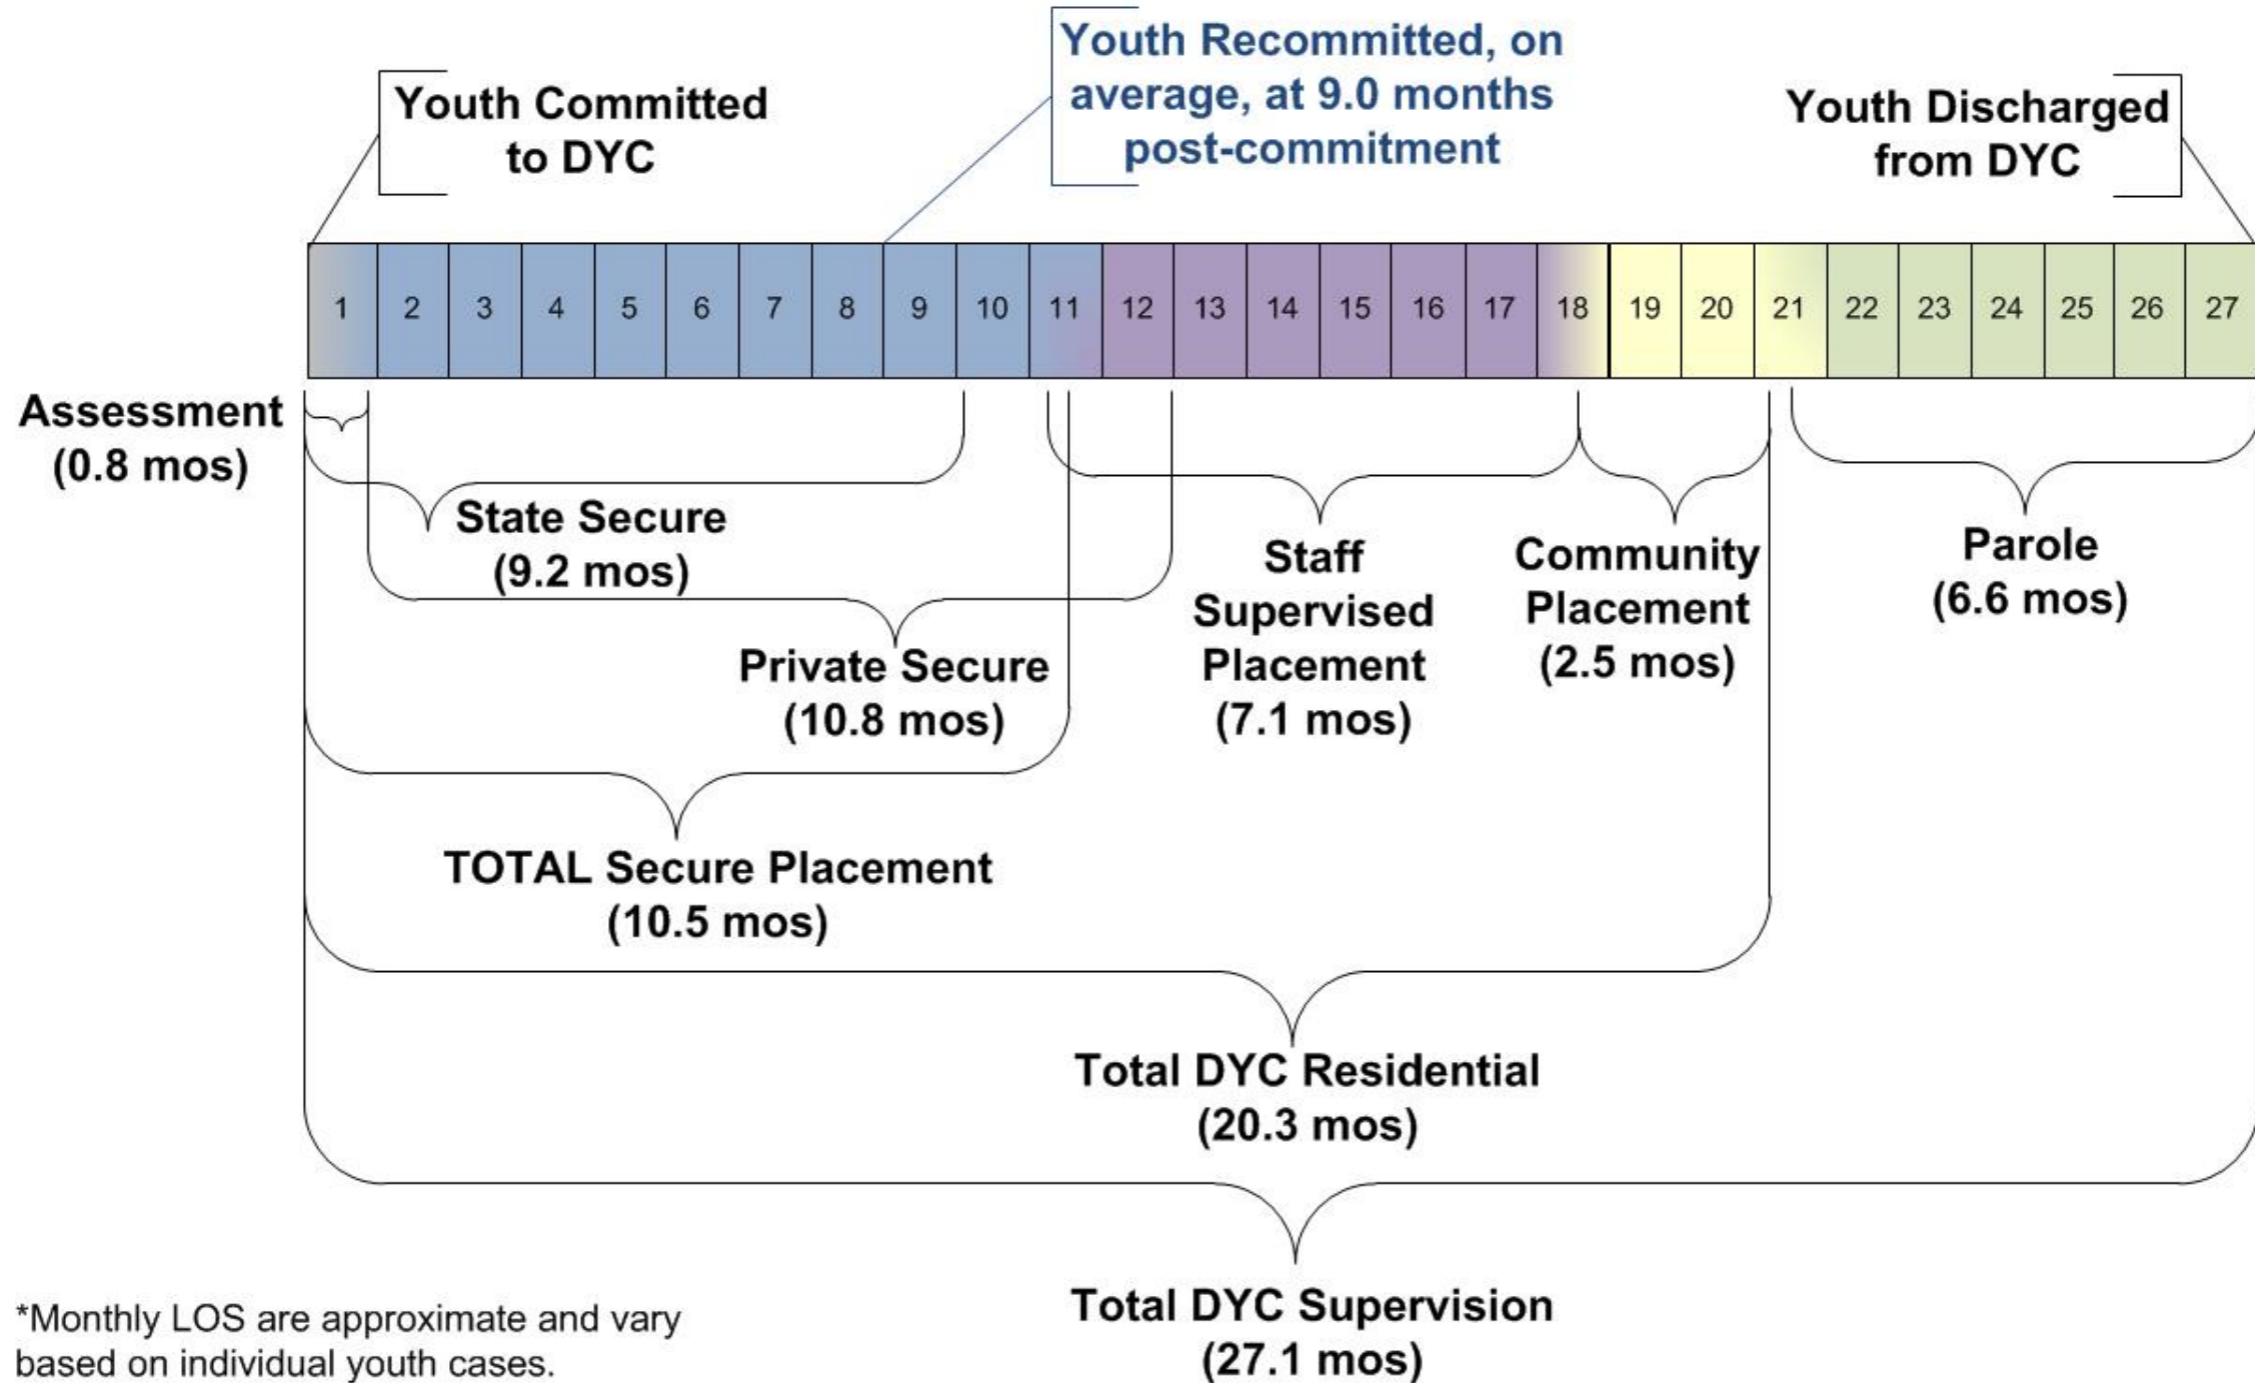 Youth Committed
to DYC
Youth Recommitted, on
average, at 9.0 months
post-commitment
Youth Discharged
from DYC
1 2 3 4 5 6 7 8 9 10 11 12 13 14 15 16 17 18 19 20 21 22 23 24 25 26 27
Assessment
(0.8 mos)
State Secure
(9.2 mos)
Private Secure
(10.8 mos)
Staff
Supervised
Placement
(7.1 mos)
Community
Placement
(2.5 mos)
Parole
(6.6 mos)
TOTAL Secure Placement
(10.5 mos)
Total DYC Residential
(20.3 mos)
Total DYC Supervision
(27.1 mos)
*Monthly LOS are approximate and vary
based on individual youth cases.